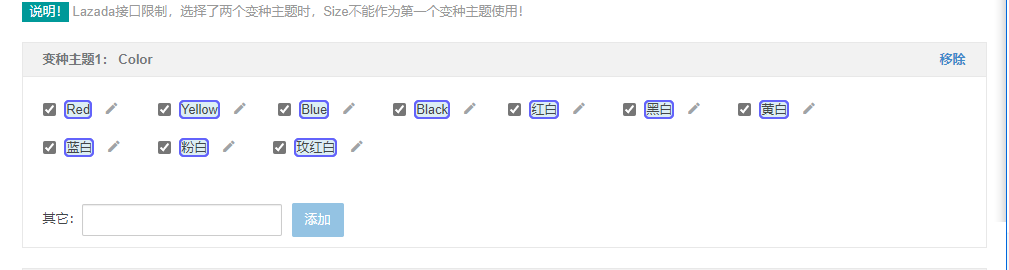 说明! Lazada接口限制，选择了两个变种主题时，Size不能作为第一个变种主题使用!
变种主题1： Color 移除
Red Yellow Blue Black 红白 黑白 黄白
蓝白 粉白 玫红白
其它： 添加